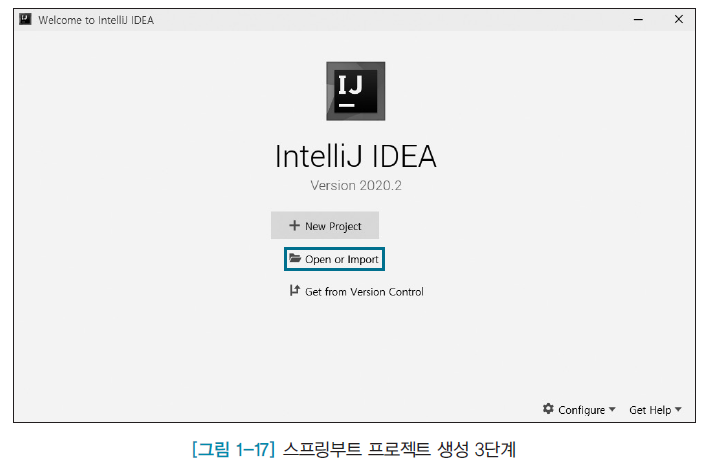 Welcome to IntelliJ IDEA
IJ
IntelliJ IDEA
Version 2020.2
New Project
Open or Import
Get from Version Control
Configure Get Help
[그림 1-17] 스프링부트 프로젝트 생성 3단계